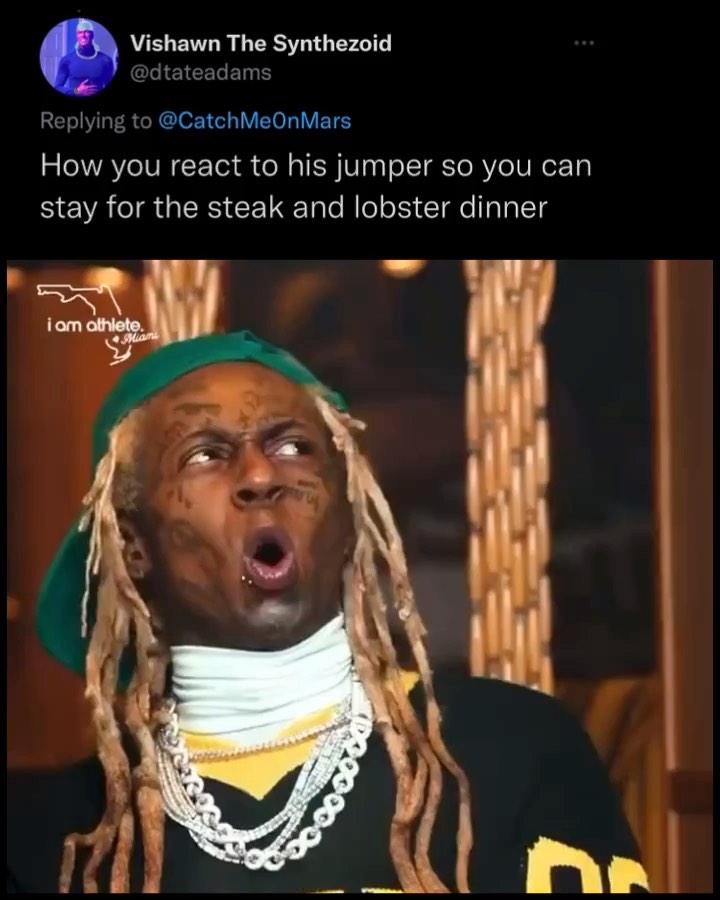 Vishawn The Synthezoid
@dtateadams
Replying to @CatchMeOnMars
How you react to his jumper so you can
stay for the steak and lobster dinner
i am athlete.
Miami